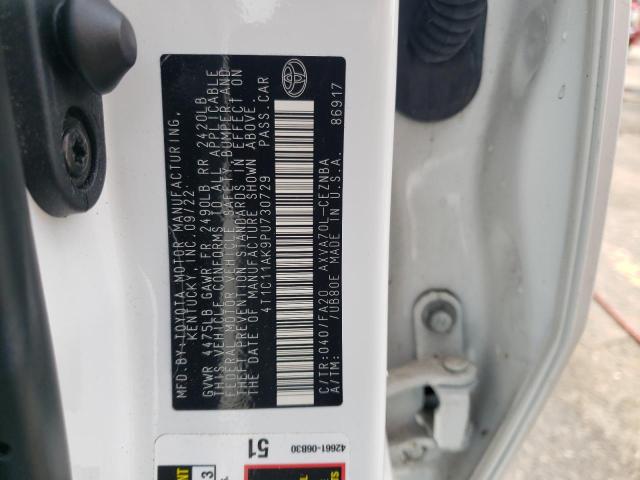 MFD. BY: TOYOTA MOTOR MANUFACTURING,
KENTUCKY, INC. 09/22
GVWR 4475LB GAWR FR 2490LB RR 2420LB
THIS VEHICLE CONFORMS TO ALL APPLICABLE
FEDERAL MOTOR VEHICLE SAFETY, BUMPER, AND
THEFT PREVENTION STANDARDS IN EFFECT ON
THE DATE OF MANUFACTURE SHOWN ABOVE.
4T1C11AK9PU730729 PASS.CAR
C/TR:040/FA20 AXVA70L-CEZNBA
A/TM: /UB80E MADE IN U.S.A. 86917
51
42661-06B30
3